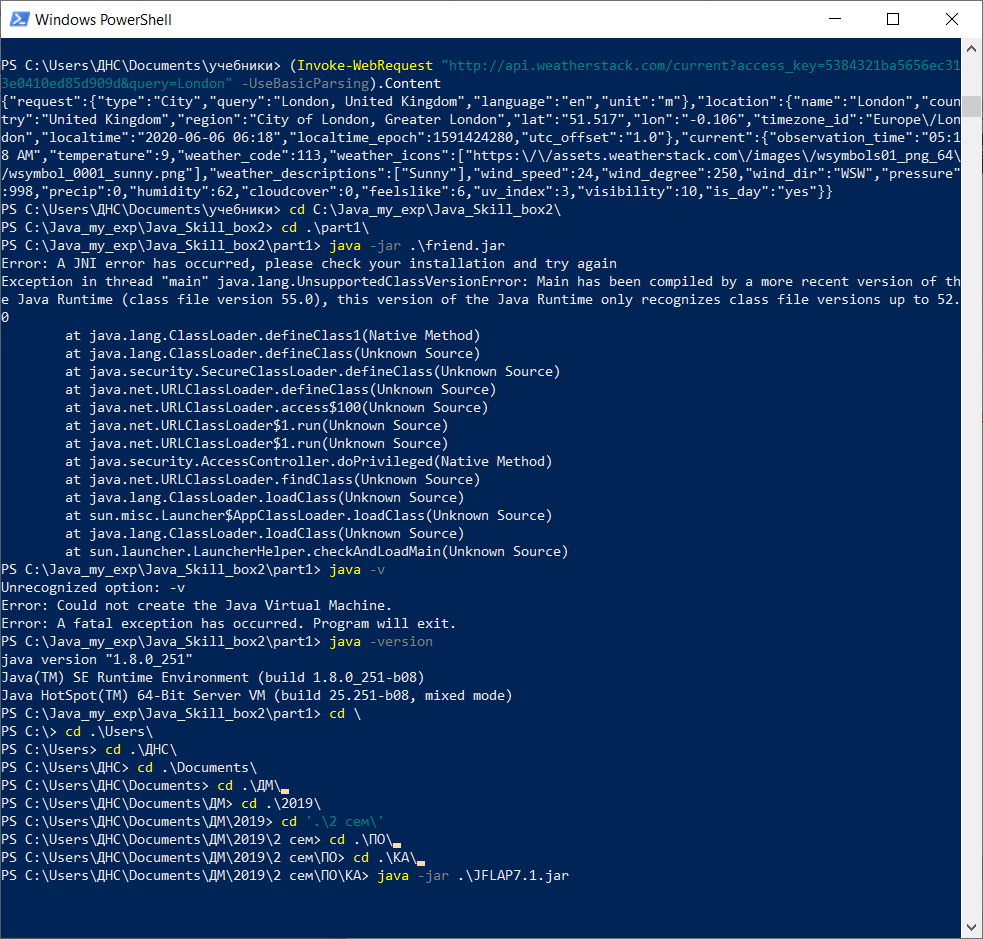 Windows PowerShell
PS C:\Users\ДНС\Documents\учебники> (Invoke-WebRequest "http://api.weatherstack.com/current?access_key=5384321ba5656ec31
3e0410ed85d909d&query=London" -UseBasicParsing).Content
{"request":{"type":"City","query":"London, United Kingdom","language":"en","unit":"m"},"location":{"name":"London","coun
try":"United Kingdom","region":"City of London, Greater London","lat":"51.517","lon":"-0.106","timezone_id":"Europe\/Lon
don","localtime":"2020-06-06 06:18","localtime_epoch":1591424280,"utc_offset":"1.0"},"current":{"observation_time":"05:1
8 AM","temperature":9,"weather_code":113,"weather_icons":["https:\/\/assets.weatherstack.com\/images\/wsymbols01_png_64\
/wsymbol_0001_sunny.png"],"weather_descriptions":["Sunny"],"wind_speed":24,"wind_degree":250,"wind_dir":"WSW","pressure"
:998,"precip":0,"humidity":62,"cloudcover":0,"feelslike":6,"uv_index":3,"visibility":10,"is_day":"yes"}}
PS C:\Users\ДНС\Documents\учебники> cd C:\Java_my_exp\Java_Skill_box2\
PS C:\Java_my_exp\Java_Skill_box2> cd .\part1\
PS C:\Java_my_exp\Java_Skill_box2\part1> java -jar .\friend.jar
Error: A JNI error has occurred, please check your installation and try again
Exception in thread "main" java.lang.UnsupportedClassVersionError: Main has been compiled by a more recent version of th
e Java Runtime (class file version 55.0), this version of the Java Runtime only recognizes class file versions up to 52.
0
at java.lang.ClassLoader.defineClass1(Native Method)
at java.lang.ClassLoader.defineClass(Unknown Source)
at java.security.SecureClassLoader.defineClass(Unknown Source)
at java.net.URLClassLoader.defineClass(Unknown Source)
at java.net.URLClassLoader.access$100(Unknown Source)
at java.net.URLClassLoader$1.run(Unknown Source)
at java.net.URLClassLoader$1.run(Unknown Source)
at java.security.AccessController.doPrivileged(Native Method)
at java.net.URLClassLoader.findClass(Unknown Source)
at java.lang.ClassLoader.loadClass(Unknown Source)
at sun.misc.Launcher$AppClassLoader.loadClass(Unknown Source)
at java.lang.ClassLoader.loadClass(Unknown Source)
at sun.launcher.LauncherHelper.checkAndLoadMain(Unknown Source)
PS C:\Java_my_exp\Java_Skill_box2\part1> java -v
Unrecognized option: -v
Error: Could not create the Java Virtual Machine.
Error: A fatal exception has occurred. Program will exit.
PS C:\Java_my_exp\Java_Skill_box2\part1> java -version
java version "1.8.0_251"
Java(TM) SE Runtime Environment (build 1.8.0_251-b08)
Java HotSpot(TM) 64-Bit Server VM (build 25.251-b08, mixed mode)
PS C:\Java_my_exp\Java_Skill_box2\part1> cd \
PS C:\> cd .\Users\
PS C:\Users> cd .\ДНС\
PS C:\Users\ДНС> cd .\Documents\
PS C:\Users\ДНС\Documents> cd .\ДМ\
PS C:\Users\ДНС\Documents\ДМ> cd .\2019\
PS C:\Users\ДНС\Documents\ДМ\2019> cd '.\2 сем\'
PS C:\Users\ДНС\Documents\ДМ\2019\2 сем> cd .\ПО\
PS C:\Users\ДНС\Documents\ДМ\2019\2 сем\ПО> cd .\КА\
PS C:\Users\ДНС\Documents\ДМ\2019\2 сем\ПО\КА> java -jar .\JFLAP7.1.jar